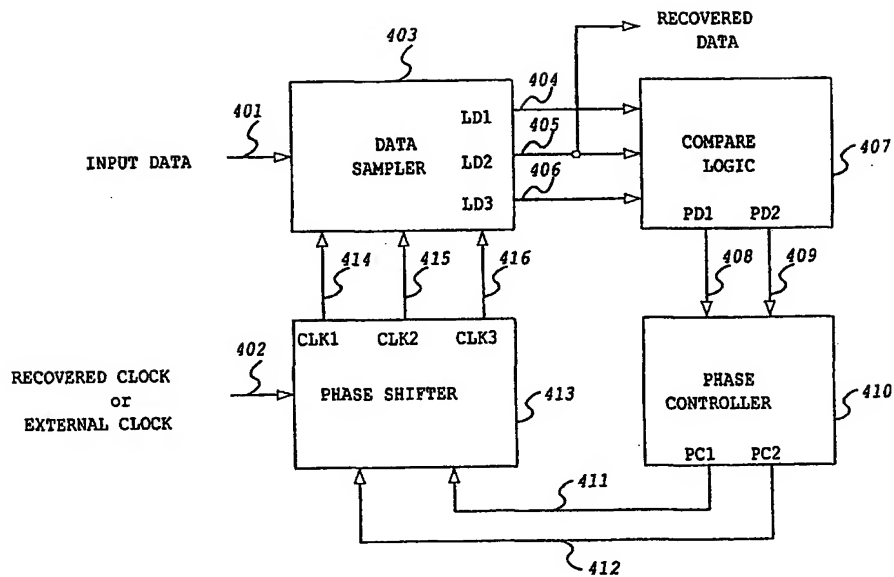 RECOVERED
DATA
403
404
LD1
401
405
INPUT DATA
DATA
SAMPLER
LD2
406
LD3
COMPARE
LOGIC
407
PD1 PD2
414 415 416
408 409
402
CLK1 CLK2 CLK3
RECOVERED CLOCK
or
EXTERNAL CLOCK
PHASE SHIFTER
413
PHASE
CONTROLLER
410
PC1 PC2
411
412